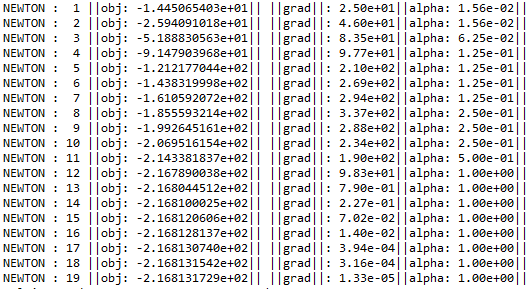 NEWTON :  1 ||obj: -1.445065403e+01|| ||grad||: 2.50e+01||alpha: 1.56e-02||
NEWTON :  2 ||obj: -2.594091018e+01|| ||grad||: 4.60e+01||alpha: 1.56e-02||
NEWTON :  3 ||obj: -5.188830563e+01|| ||grad||: 8.35e+01||alpha: 6.25e-02||
NEWTON :  4 ||obj: -9.147903968e+01|| ||grad||: 9.77e+01||alpha: 1.25e-01||
NEWTON :  5 ||obj: -1.212177044e+02|| ||grad||: 2.10e+02||alpha: 1.25e-01||
NEWTON :  6 ||obj: -1.438319998e+02|| ||grad||: 2.69e+02||alpha: 1.25e-01||
NEWTON :  7 ||obj: -1.610592072e+02|| ||grad||: 2.94e+02||alpha: 1.25e-01||
NEWTON :  8 ||obj: -1.855593214e+02|| ||grad||: 3.37e+02||alpha: 2.50e-01||
NEWTON :  9 ||obj: -1.992645161e+02|| ||grad||: 2.88e+02||alpha: 2.50e-01||
NEWTON : 10 ||obj: -2.069516154e+02|| ||grad||: 2.34e+02||alpha: 2.50e-01||
NEWTON : 11 ||obj: -2.143381837e+02|| ||grad||: 1.90e+02||alpha: 5.00e-01||
NEWTON : 12 ||obj: -2.167890038e+02|| ||grad||: 9.83e+01||alpha: 1.00e+00||
NEWTON : 13 ||obj: -2.168044512e+02|| ||grad||: 7.90e-01||alpha: 1.00e+00||
NEWTON : 14 ||obj: -2.168100025e+02|| ||grad||: 2.27e-01||alpha: 1.00e+00||
NEWTON : 15 ||obj: -2.168120606e+02|| ||grad||: 7.02e-02||alpha: 1.00e+00||
NEWTON : 16 ||obj: -2.168128137e+02|| ||grad||: 1.40e-02||alpha: 1.00e+00||
NEWTON : 17 ||obj: -2.168130740e+02|| ||grad||: 3.94e-04||alpha: 1.00e+00||
NEWTON : 18 ||obj: -2.168131542e+02|| ||grad||: 3.16e-04||alpha: 1.00e+00||
NEWTON : 19 ||obj: -2.168131729e+02|| ||grad||: 1.33e-05||alpha: 1.00e+00||